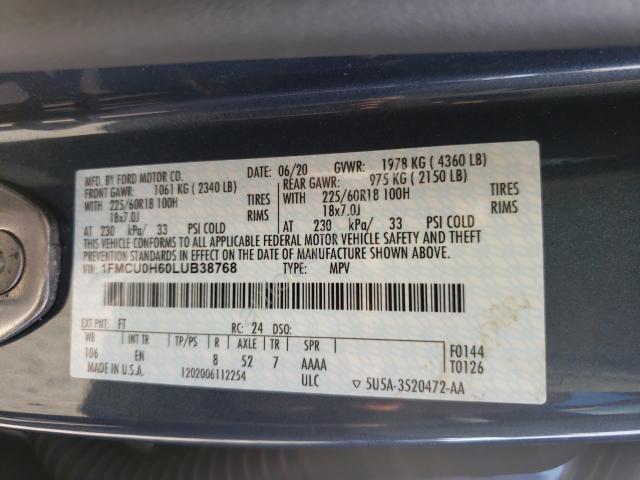 MFD. BY FORD MOTOR CO. DATE: 06/20 GVWR: 1978 KG ( 4360 LB)
FRONT GAWR: 1061 KG ( 2340 LB) REAR GAWR: 975 KG ( 2150 LB)
WITH 225/60R18 100H TIRES WITH 225/60R18 100H TIRES
18x7.0J RIMS 18x7.0J RIMS
AT 230 kPa/ 33 PSI COLD AT 230 kPa/ 33 PSI COLD
THIS VEHICLE CONFORMS TO ALL APPLICABLE FEDERAL MOTOR VEHICLE SAFETY AND THEFT
PREVENTION STANDARDS IN EFFECT ON THE DATE OF MANUFACTURE SHOWN ABOVE.
VIN: 1FMCU0H60LUB38768 TYPE: MPV
EXT PNT: FT RC: 24 DSO:
WB INT TR TP/PS R AXLE TR SPR
106 EN 8 52 7 AAAA F0144
T0126
MADE IN U.S.A. 1202006112254 ULC ▽ 5U5A-3520472-AA